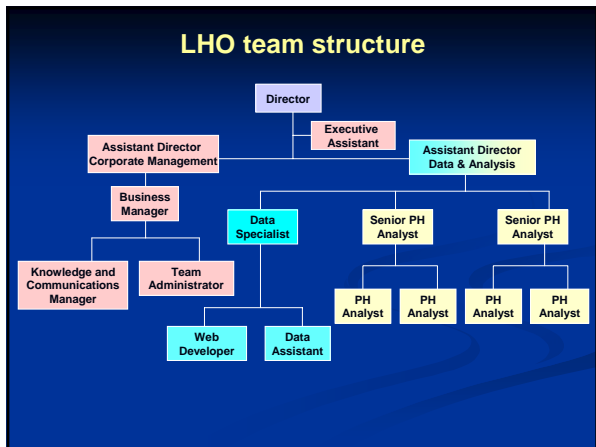 LHO team structure
Director
Executive
Assistant
Assistant Director
Corporate Management
Assistant Director
Data & Analysis
Business
Manager
Data
Specialist
Senior PH
Analyst
Senior PH
Analyst
Knowledge and
Communications
Manager
Team
Administrator
PH
Analyst
PH
Analyst
PH
Analyst
PH
Analyst
Web
Developer
Data
Assistant